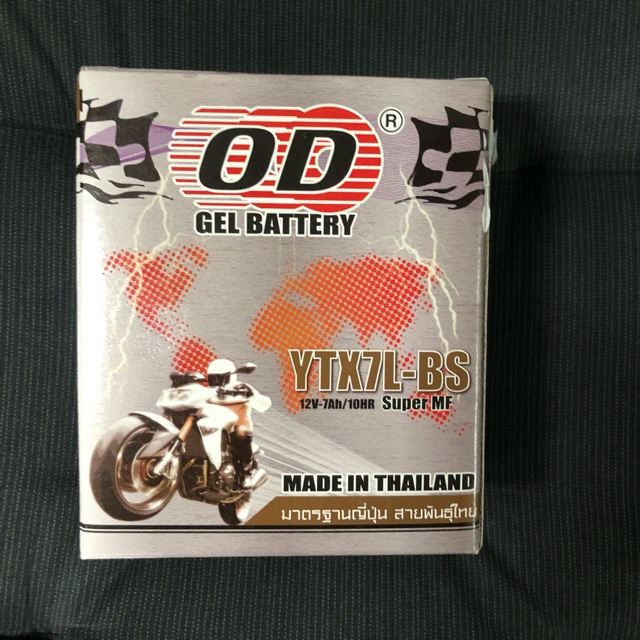 OD ®
GEL BATTERY
YTX7L-BS
12V-7Ah/10HR Super MF
MADE IN THAILAND
มาตรฐานญี่ปุ่น สายพันธุ์ไทย